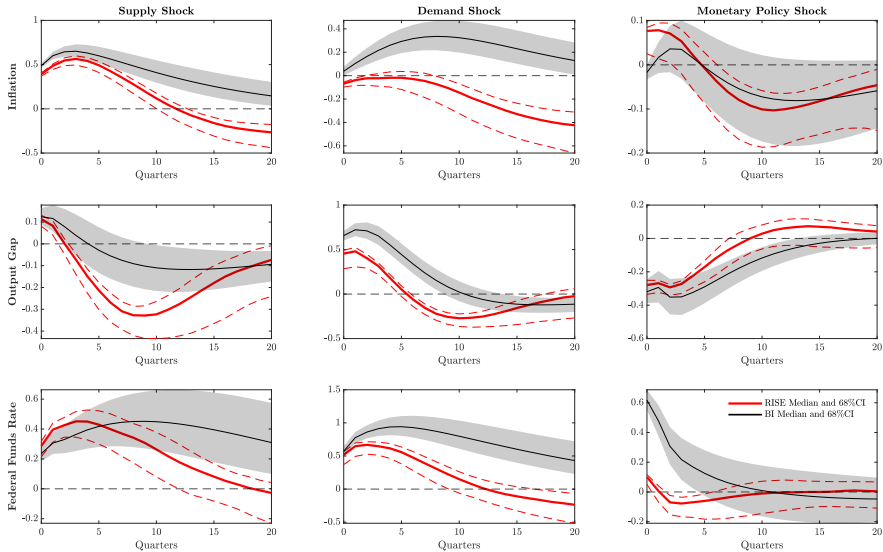 Supply Shock
Demand Shock
Monetary Policy Shock
Inflation
1
0.5
0
-0.5
0 5 10 15 20
Quarters
0.4
0.2
0
-0.2
-0.4
-0.6
0 5 10 15 20
Quarters
0.1
0
-0.1
-0.2
0 5 10 15 20
Quarters
Output Gap
0.1
0
-0.1
-0.2
-0.3
-0.4
0 5 10 15 20
Quarters
1
0.5
0
-0.5
0 5 10 15 20
Quarters
0.2
0
-0.2
-0.4
-0.6
0 5 10 15 20
Quarters
Federal Funds Rate
0.6
0.4
0.2
0
-0.2
0 5 10 15 20
Quarters
1.5
1
0.5
0
-0.5
0 5 10 15 20
Quarters
0.6
0.4
0.2
0
-0.2
0 5 10 15 20
Quarters
RISE Median and 68%CI
BI Median and 68%CI